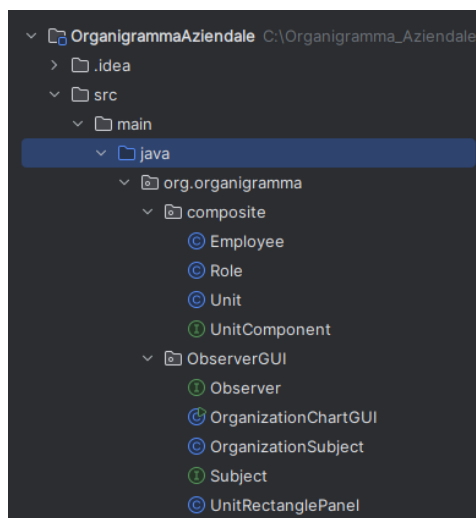 OrganigrammaAziendale C:\Organigramma_Aziendale
.idea
src
main
java
org.organigramma
composite
C Employee
C Role
C Unit
I UnitComponent
ObserverGUI
I Observer
C OrganizationChartGUI
C OrganizationSubject
I Subject
C UnitRectanglePanel